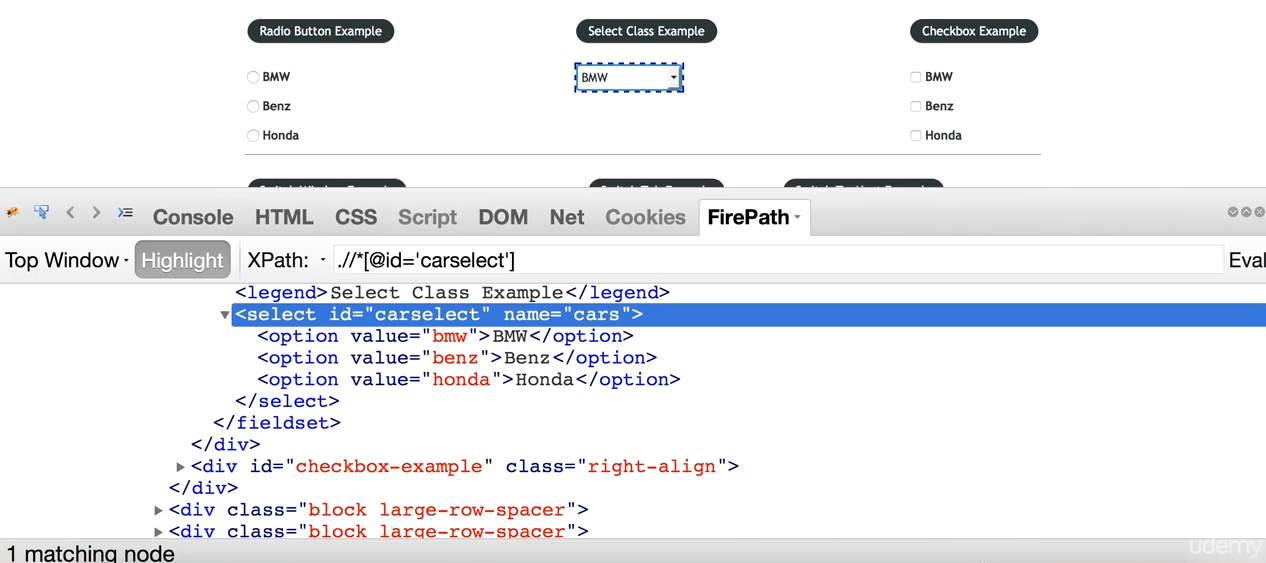 Radio Button Example Select Class Example Checkbox Example
BMW BMW BMW
Benz Benz
Honda Honda
Console HTML CSS Script DOM Net Cookies FirePath
Top Window Highlight XPath: .//*[@id='carselect'] Eval
<legend>Select Class Example</legend>
<select id="carselect" name="cars">
<option value="bmw">BMW</option>
<option value="benz">Benz</option>
<option value="honda">Honda</option>
</select>
</fieldset>
</div>
<div id="checkbox-example" class="right-align">
</div>
<div class="block large-row-spacer">
<div class="block large-row-spacer">
1 matching node
udemy